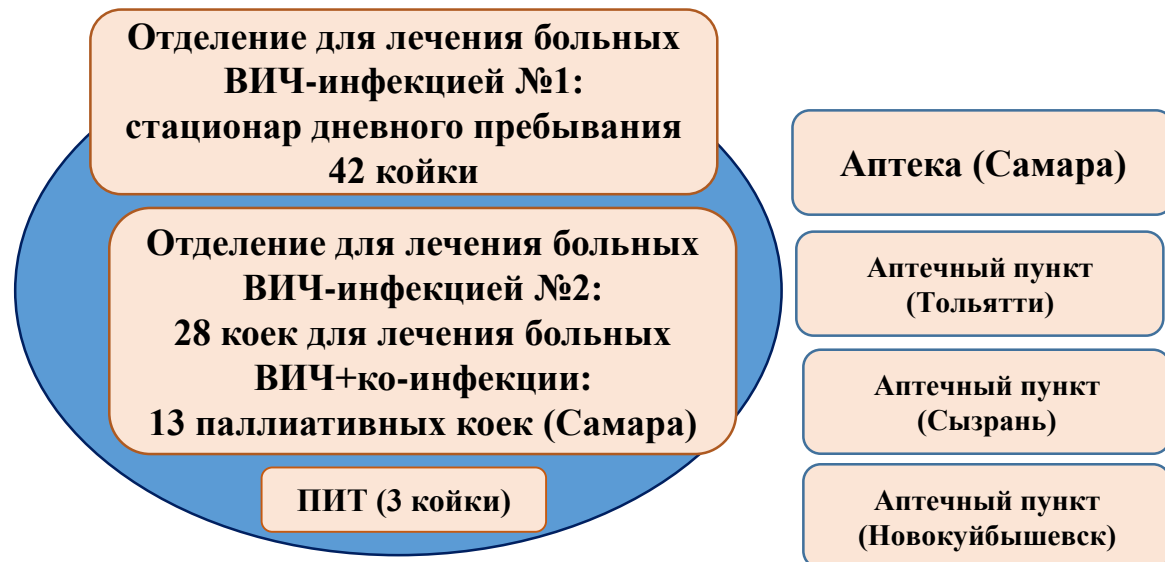 Отделение для лечения больных
ВИЧ-инфекцией №1:
стационар дневного пребывания
42 койки
Отделение для лечения больных
ВИЧ-инфекцией №2:
28 коек для лечения больных
ВИЧ+ко-инфекции:
13 паллиативных коек (Самара)
ПИТ (3 койки)
Аптека (Самара)
Аптечный пункт
(Тольятти)
Аптечный пункт
(Сызрань)
Аптечный пункт
(Новокуйбышевск)